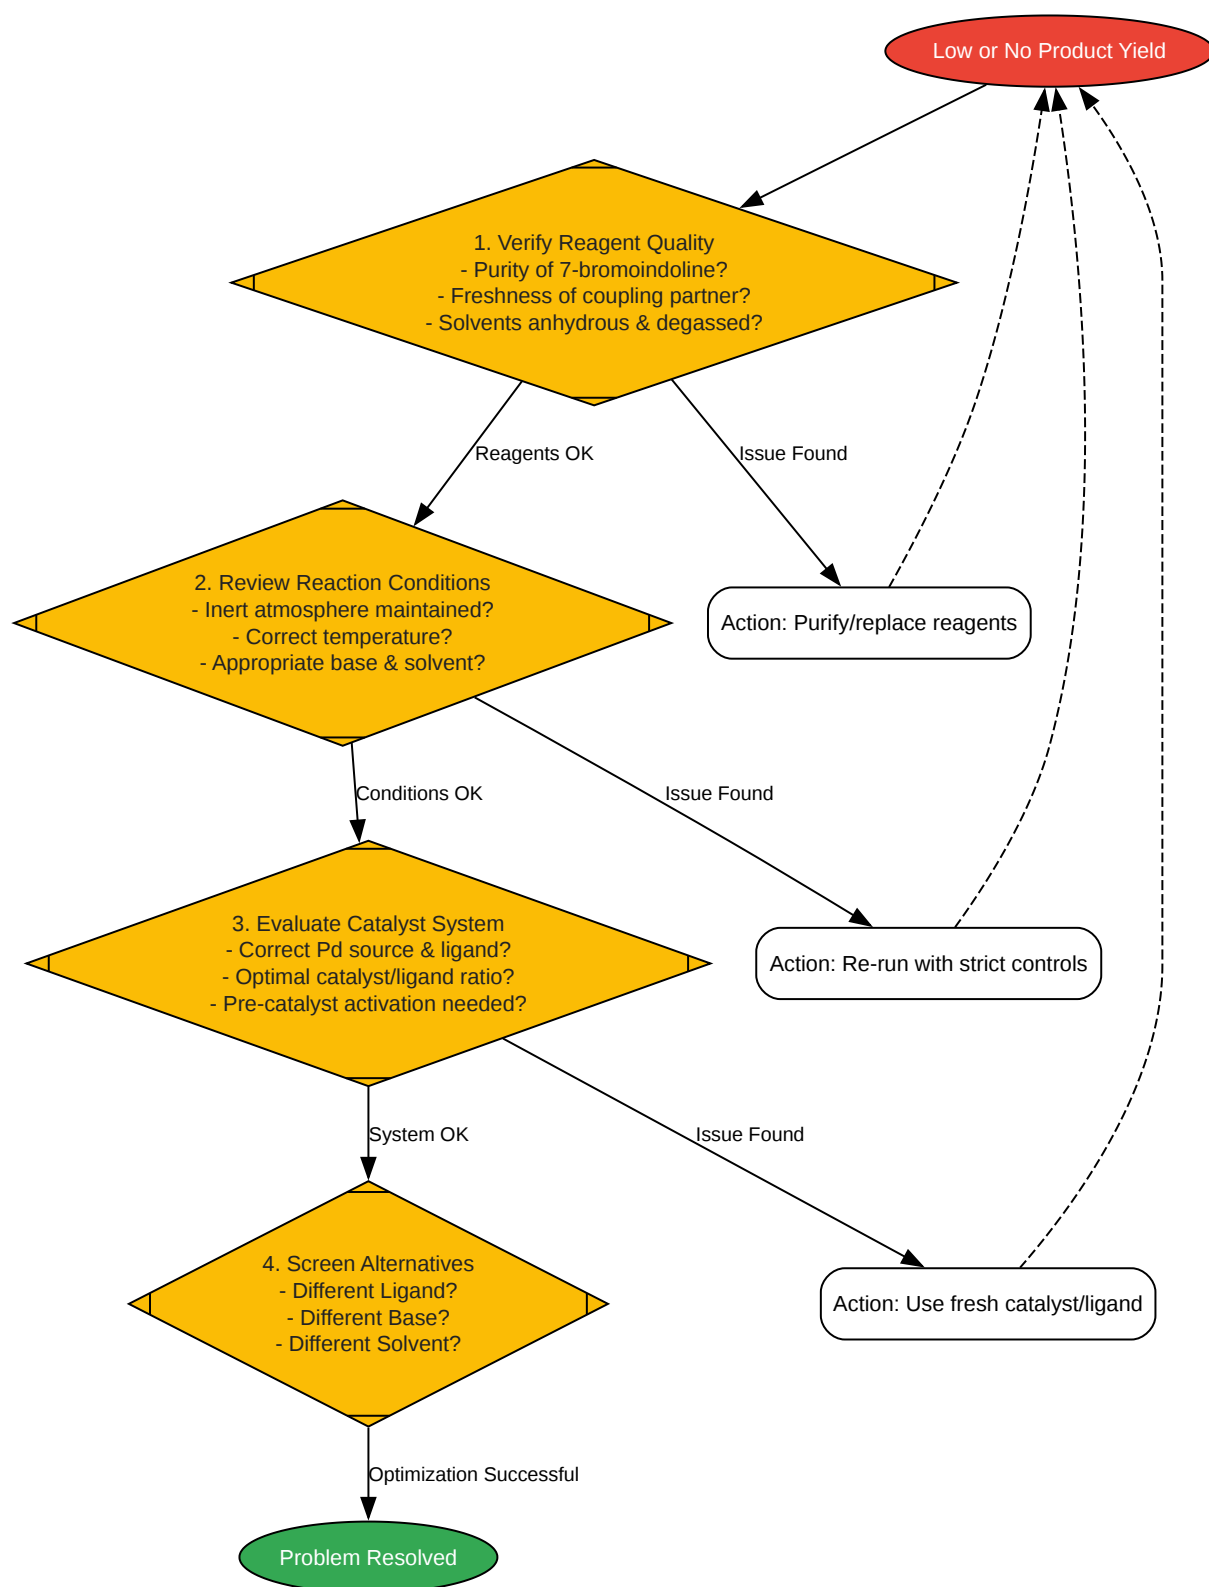 Low or No Product Yield
1. Verify Reagent Quality
- Purity of 7-bromoindoline?
- Freshness of coupling partner?
- Solvents anhydrous & degassed?
Reagents OK
Issue Found
2. Review Reaction Conditions
- Inert atmosphere maintained?
- Correct temperature?
- Appropriate base & solvent?
Action: Purify/replace reagents
Conditions OK
Issue Found
3. Evaluate Catalyst System
- Correct Pd source & ligand?
- Optimal catalyst/ligand ratio?
- Pre-catalyst activation needed?
Action: Re-run with strict controls
System OK
Issue Found
4. Screen Alternatives
- Different Ligand?
- Different Base?
- Different Solvent?
Action: Use fresh catalyst/ligand
Optimization Successful
Problem Resolved